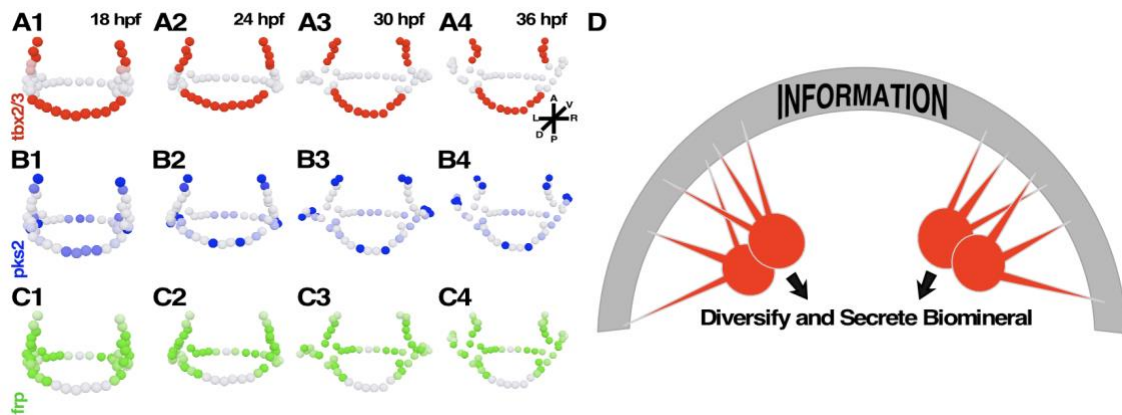 A1 18 hpf A2 24 hpf A3 30 hpf A4 36 hpf D
tbx2/3
A
V
L R
D
P
INFORMATION
B1 B2 B3 B4
pks2
Diversify and Secrete Biomineral
C1 C2 C3 C4
frp